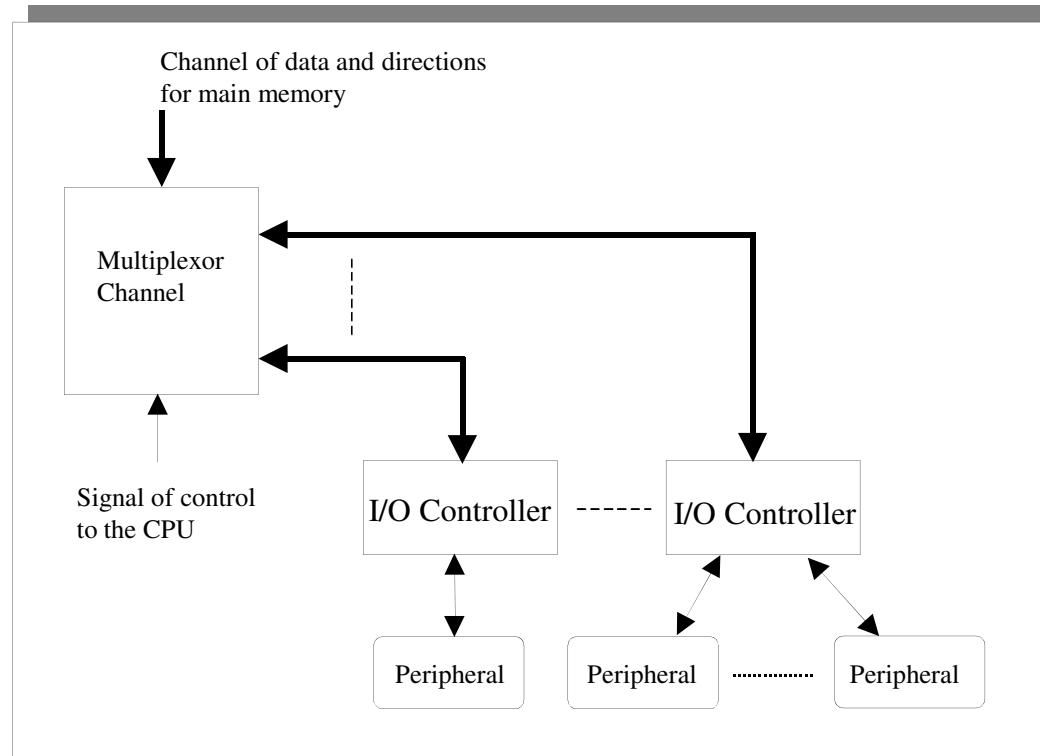 Channel of data and directions
for main memory
Multiplexor
Channel
Signal of control
to the CPU
I/O Controller
I/O Controller
Peripheral
Peripheral
Peripheral